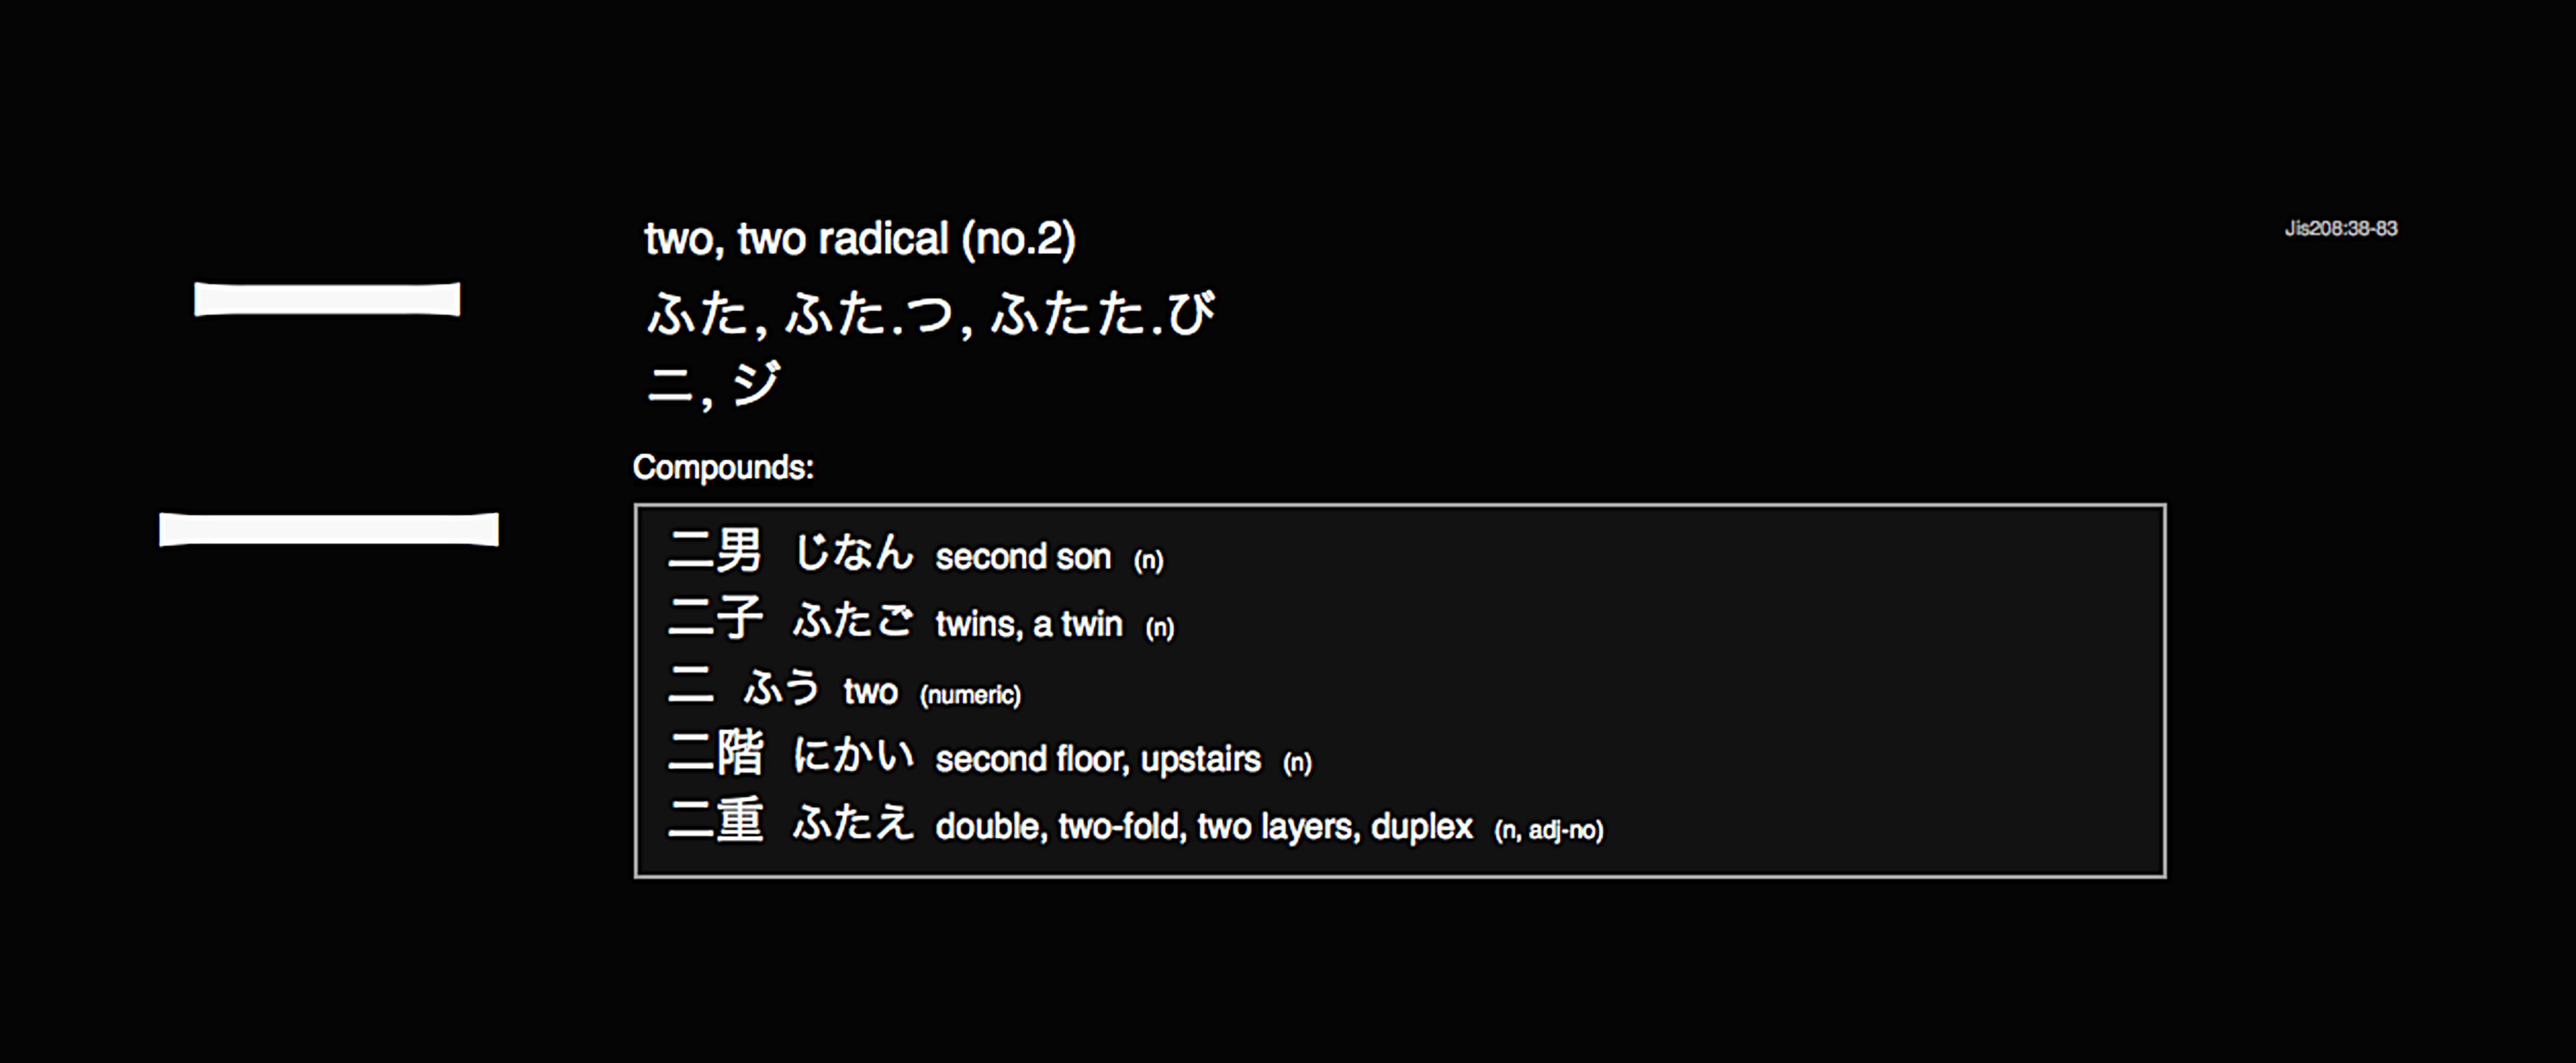 二
two, two radical (no.2)
Jis208:38-83
ふた, ふた.つ, ふたた.び
ニ, ジ
Compounds:
二男 じなん second son (n)
二子 ふたご twins, a twin (n)
二 ふう two (numeric)
二階 にかい second floor, upstairs (n)
二重 ふたえ double, two-fold, two layers, duplex (n, adj-no)